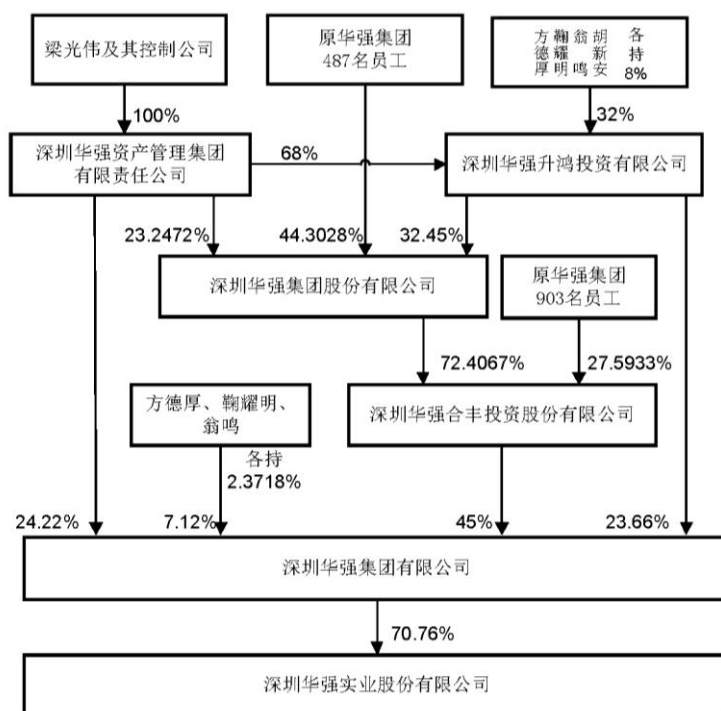 梁光伟及其控制公司
原华强集团
487名员工
方鞠翁胡 各
德耀 新 持
厚明鸣安 8%
100%
32%
深圳华强资产管理集团
有限责任公司
68%
深圳华强升鸿投资有限公司
23.2472%
44.3028%
32.45%
深圳华强集团股份有限公司
原华强集团
903名员工
72.4067%
27.5933%
方德厚、鞠耀明、
翁鸣
深圳华强合丰投资股份有限公司
各持
2.3718%
24.22%
7.12%
45%
23.66%
深圳华强集团有限公司
70.76%
深圳华强实业股份有限公司